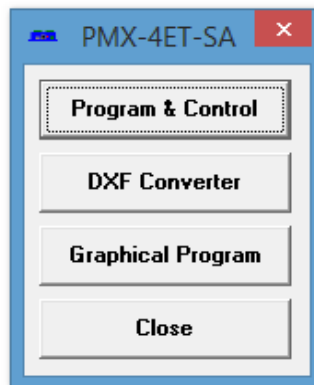 PMX-4ET-SA
Program & Control
DXF Converter
Graphical Program
Close